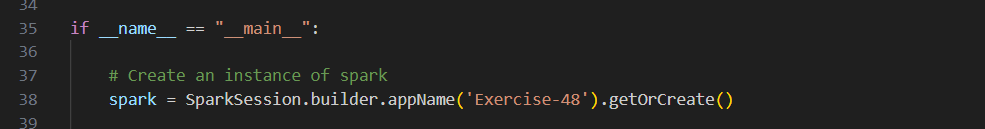 34
35 if __name__ == "__main__":
36
37 # Create an instance of spark
38 spark = SparkSession.builder.appName('Exercise-48').getOrCreate()
39